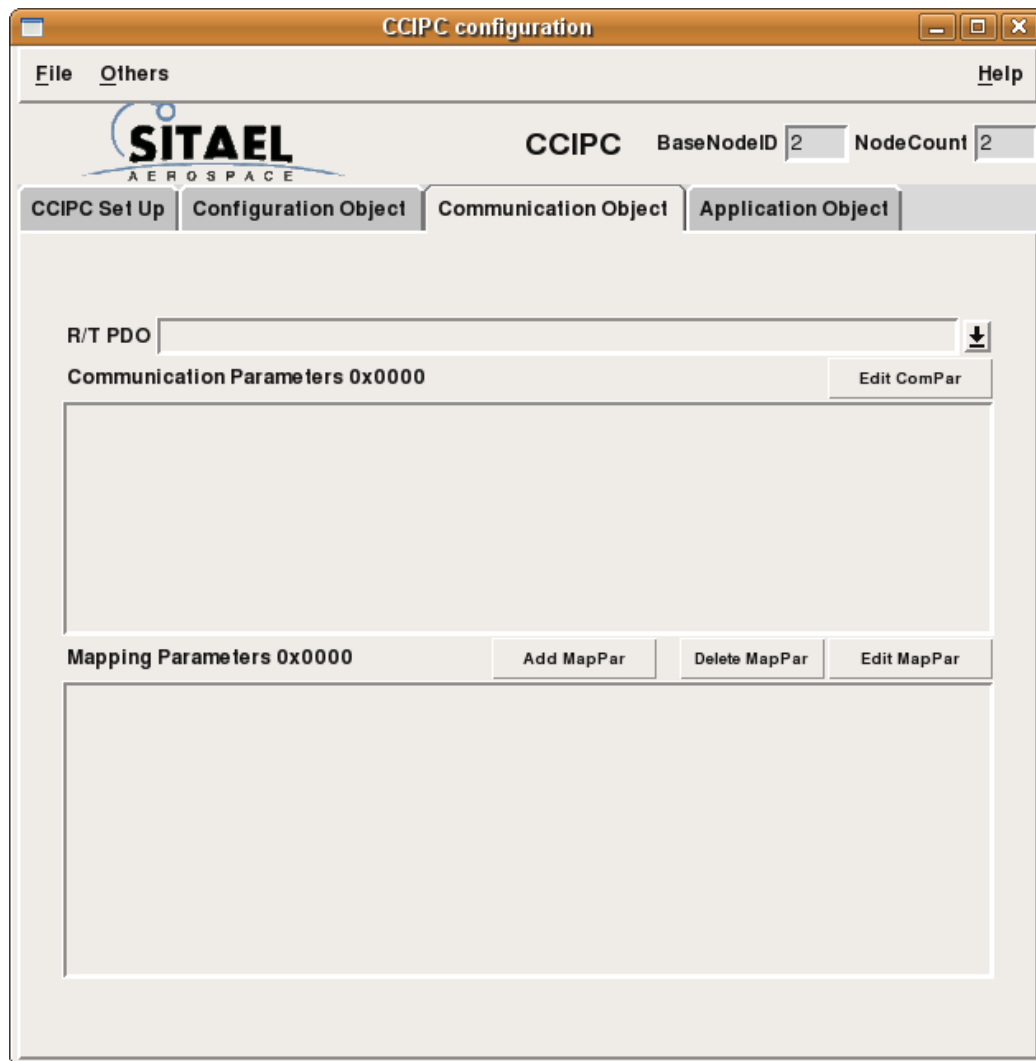 CCIPC configuration
File Others Help
SITAEL
AEROSPACE
CCIPC BaseNodeID 2 NodeCount 2
CCIPC Set Up Configuration Object Communication Object Application Object
R/T PDO
Communication Parameters 0x0000 Edit ComPar
Mapping Parameters 0x0000 Add MapPar Delete MapPar Edit MapPar